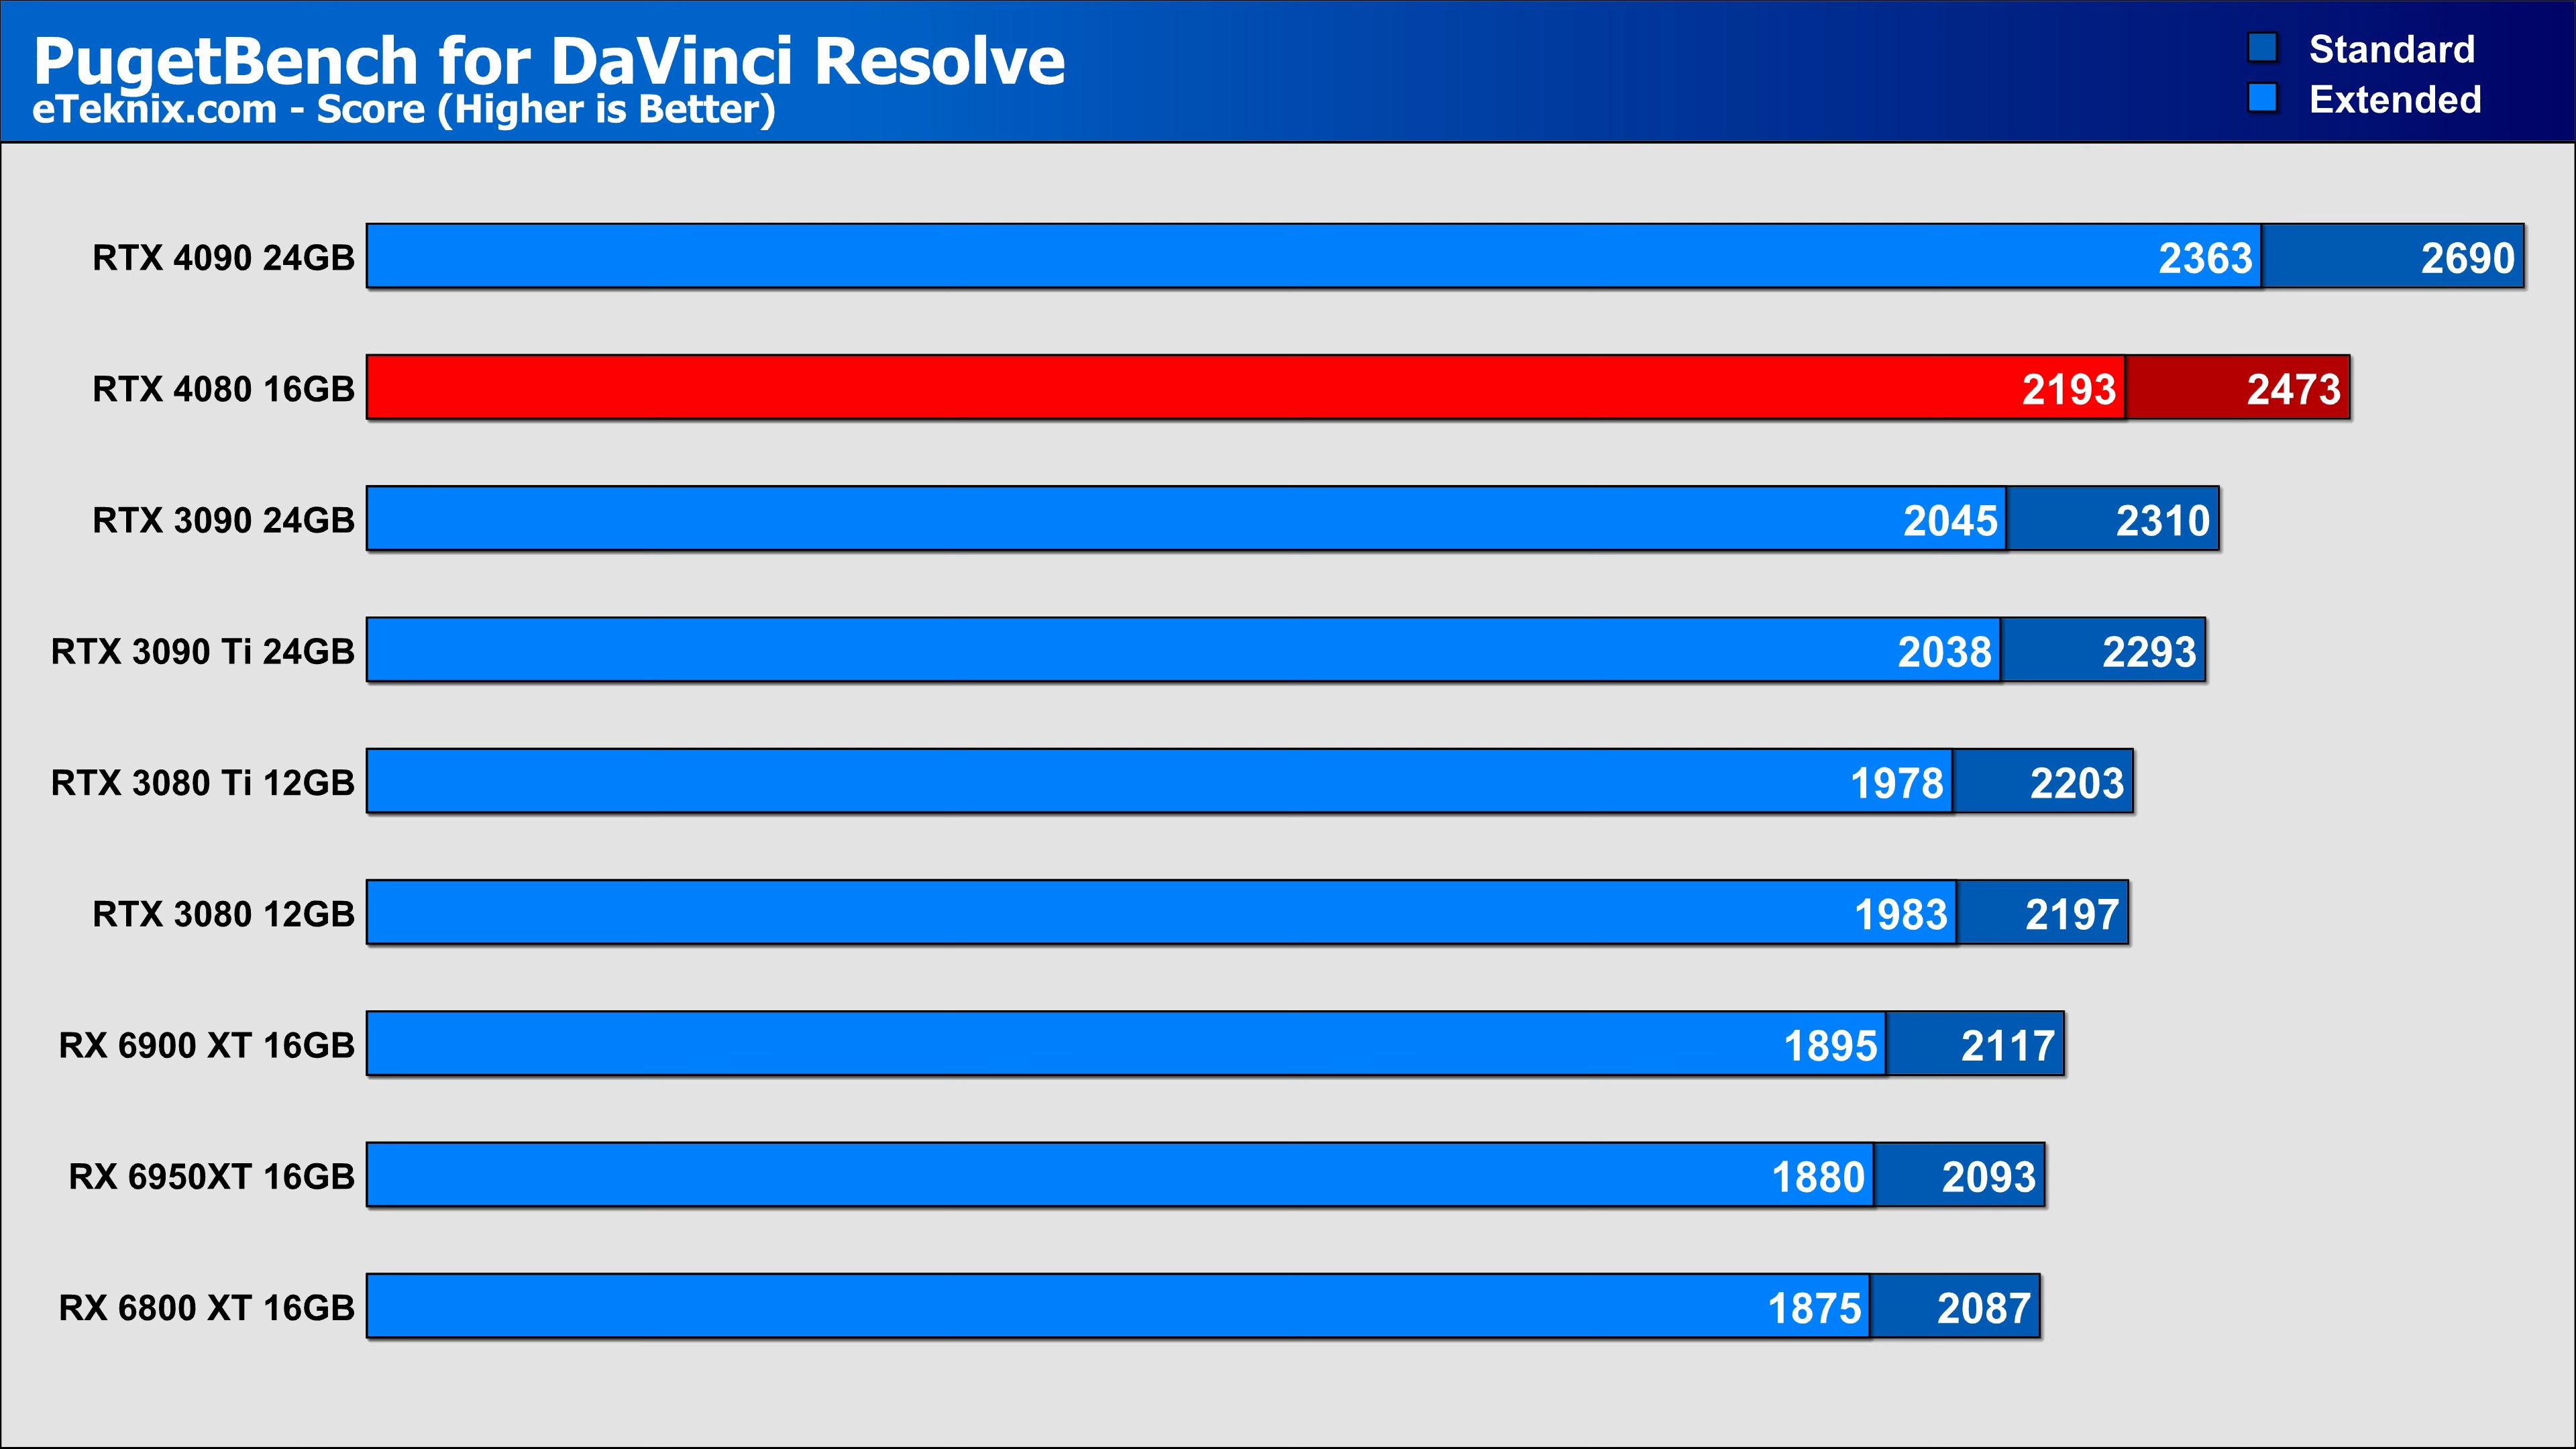 PugetBench for DaVinci Resolve
eTeknix.com - Score (Higher is Better)
Standard
Extended
RTX 4090 24GB 2363 2690
RTX 4080 16GB 2193 2473
RTX 3090 24GB 2045 2310
RTX 3090 Ti 24GB 2038 2293
RTX 3080 Ti 12GB 1978 2203
RTX 3080 12GB 1983 2197
RX 6900 XT 16GB 1895 2117
RX 6950XT 16GB 1880 2093
RX 6800 XT 16GB 1875 2087